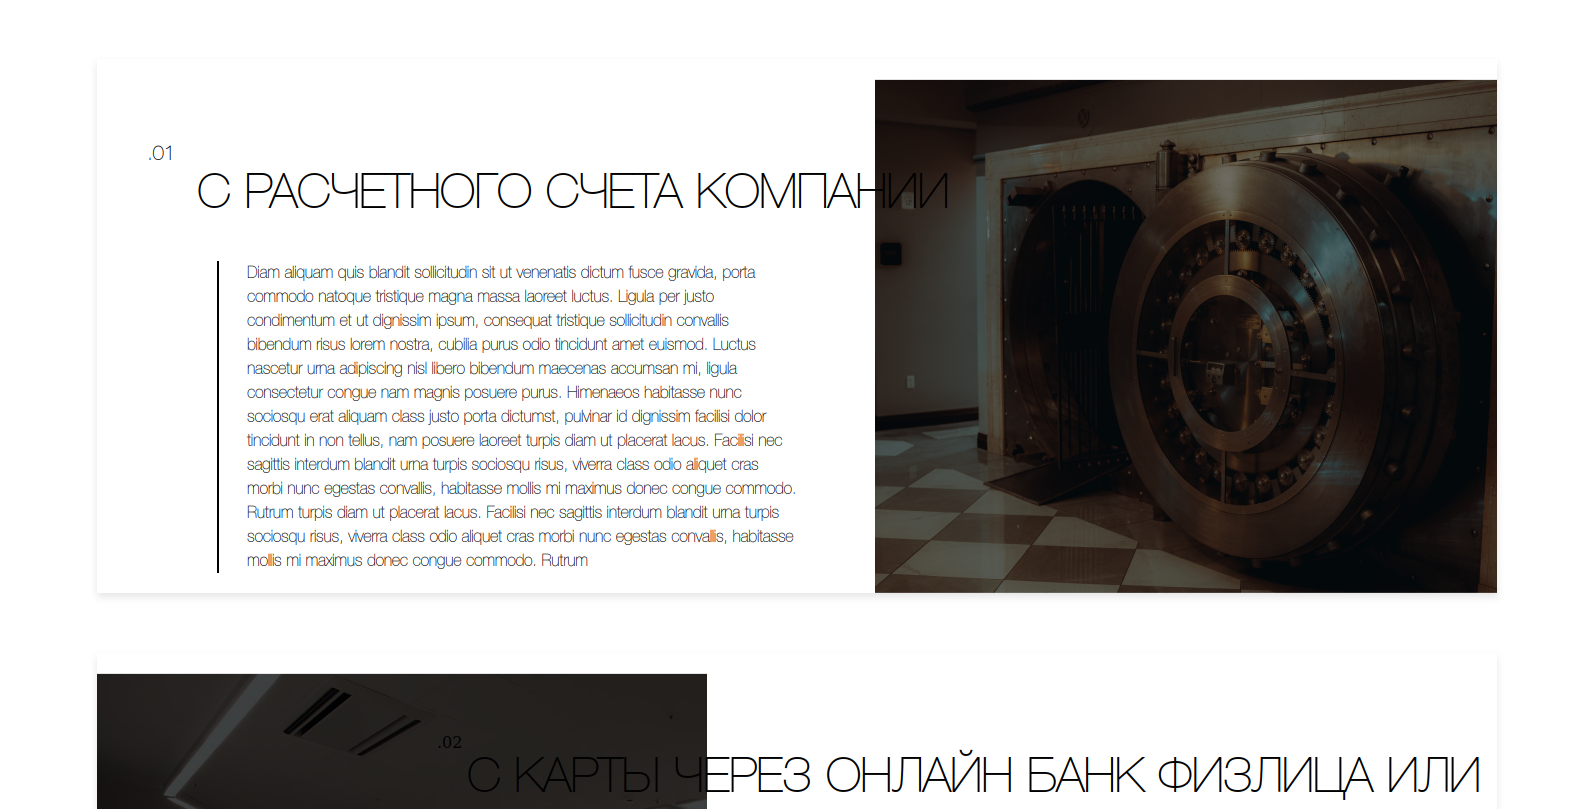 .01
С РАСЧЕТНОГО СЧЕТА КОМПАНИИ
Diam aliquam quis blandit sollicitudin sit ut venenatis dictum fusce gravida, porta
commodo natoque tristique magna massa laoreet luctus. Ligula per justo
condimentum et ut dignissim ipsum, consequat tristique sollicitudin convallis
bibendum risus lorem nostra, cubilia purus odio tincidunt amet euismod. Luctus
nascetur urna adipiscing nisl libero bibendum maecenas accumsan mi, ligula
consectetur congue nam magnis posuere purus. Himenaeos habitasse nunc
sociosqu erat aliquam class justo porta dictumst, pulvinar id dignissim facilisi dolor
tincidunt in non tellus, nam posuere laoreet turpis diam ut placerat lacus. Facilisi nec
sagittis interdum blandit urna turpis sociosqu risus, viverra class odio aliquet cras
morbi nunc egestas convallis, habitasse mollis mi maximus donec congue commodo.
Rutrum turpis diam ut placerat lacus. Facilisi nec sagittis interdum blandit urna turpis
sociosqu risus, viverra class odio aliquet cras morbi nunc egestas convallis, habitasse
mollis mi maximus donec congue commodo. Rutrum
.02
С КАРТЫ ЧЕРЕЗ ОНЛАЙН БАНК ФИЗЛИЦА ИЛИ